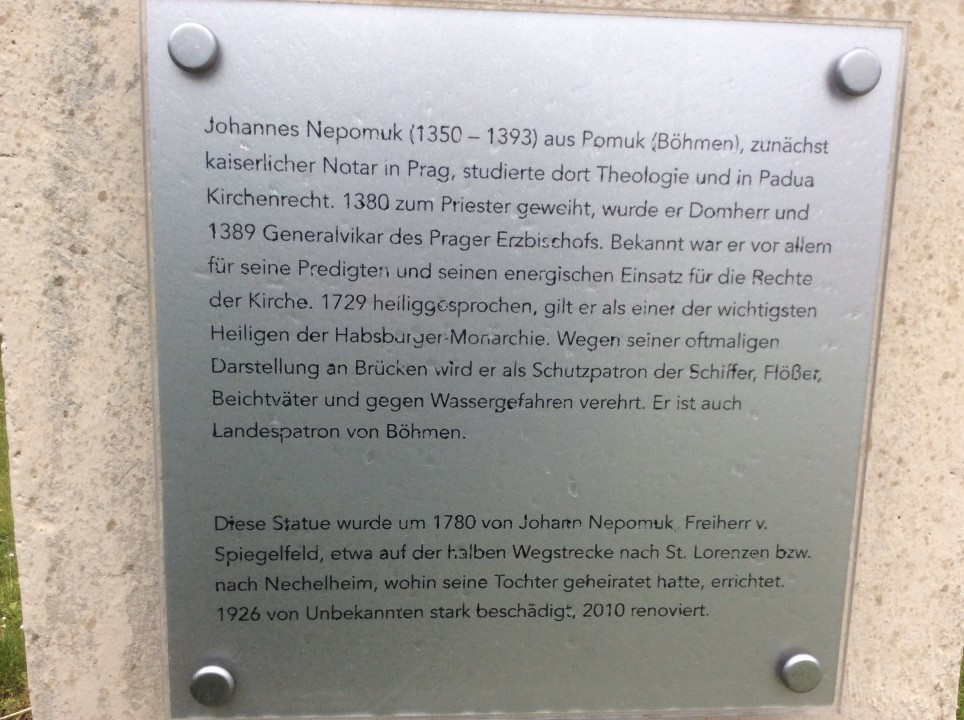 Johannes Nepomuk (1350 – 1393) aus Pomuk (Böhmen), zunächst
kaiserlicher Notar in Prag, studierte dort Theologie und in Padua
Kirchenrecht. 1380 zum Priester geweiht, wurde er Domherr und
1389 Generalvikar des Prager Erzbischofs. Bekannt war er vor allem
für seine Predigten und seinen energischen Einsatz für die Rechte
der Kirche. 1729 heiliggesprochen, gilt er als einer der wichtigsten
Heiligen der Habsburger-Monarchie. Wegen seiner oftmaligen
Darstellung an Brücken wird er als Schutzpatron der Schiffer, Flößer,
Beichtväter und gegen Wassergefahren verehrt. Er ist auch
Landespatron von Böhmen.
Diese Statue wurde um 1780 von Johann Nepomuk, Freiherr v.
Spiegelfeld, etwa auf der halben Wegstrecke nach St. Lorenzen bzw.
nach Nechelheim, wohin seine Tochter geheiratet hatte, errichtet.
1926 von Unbekannten stark beschädigt, 2010 renoviert.